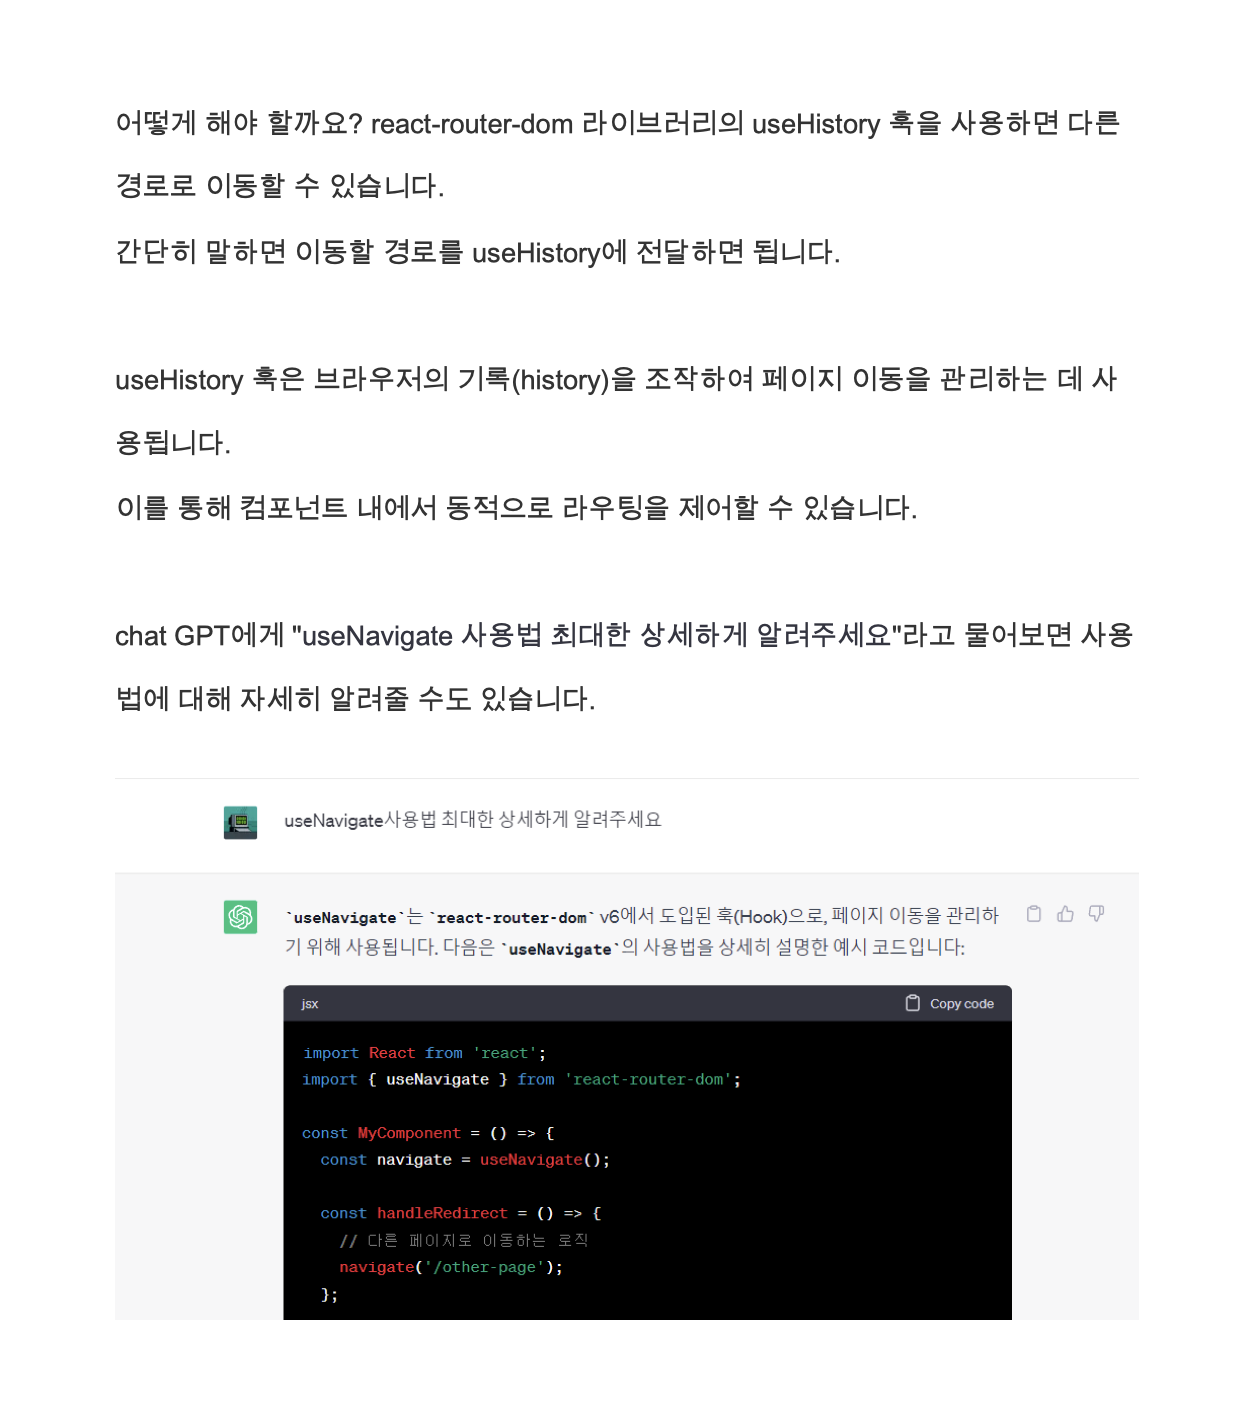 어떻게 해야 할까요? react-router-dom 라이브러리의 useHistory 훅을 사용하면 다른
경로로 이동할 수 있습니다.
간단히 말하면 이동할 경로를 useHistory에 전달하면 됩니다.
useHistory 훅은 브라우저의 기록(history)을 조작하여 페이지 이동을 관리하는 데 사
용됩니다.
이를 통해 컴포넌트 내에서 동적으로 라우팅을 제어할 수 있습니다.
chat GPT에게 "useNavigate 사용법 최대한 상세하게 알려주세요"라고 물어보면 사용
법에 대해 자세히 알려줄 수도 있습니다.
useNavigate사용법 최대한 상세하게 알려주세요
`useNavigate`는 `react-router-dom` v6에서 도입된 훅(Hook)으로, 페이지 이동을 관리하
기 위해 사용됩니다. 다음은 `useNavigate`의 사용법을 상세히 설명한 예시 코드입니다:
jsx Copy code
import React from 'react';
import { useNavigate } from 'react-router-dom';
const MyComponent = () => {
const navigate = useNavigate();
const handleRedirect = () => {
// 다른 페이지로 이동하는 로직
navigate('/other-page');
};